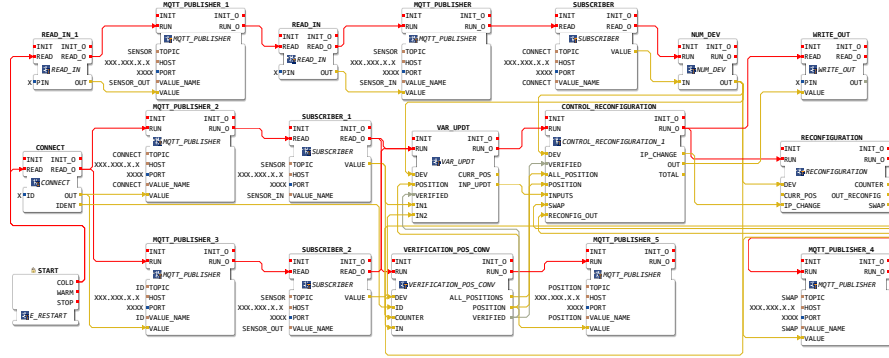 READ_IN_1
INIT INIT_O
READ READ_O
READ_IN
X PIN OUT
MQTT_PUBLISHER_1
INIT INIT_O
RUN RUN_O
MQTT_PUBLISHER
SENSOR TOPIC
XXX.XXX.X.X HOST
XXXX PORT
SENSOR_OUT VALUE_NAME
VALUE
READ_IN
INIT INIT_O
READ READ_O
READ_IN
X PIN OUT
MQTT_PUBLISHER
INIT INIT_O
RUN RUN_O
MQTT_PUBLISHER
SENSOR TOPIC
XXX.XXX.X.X HOST
XXXX PORT
SENSOR_IN VALUE_NAME
VALUE
SUBSCRIBER
INIT INIT_O
READ READ_O
SUBSCRIBER
CONNECT TOPIC VALUE
XXX.XXX.X.X HOST
XXXX PORT
CONNECT VALUE_NAME
NUM_DEV
INIT INIT_O
RUN RUN_O
NUM_DEV
IN OUT
WRITE_OUT
INIT INIT_O
READ READ_O
WRITE_OUT
X PIN OUT
VALUE
CONNECT
INIT INIT_O
READ READ_O
CONNECT
X ID OUT
IDENT
MQTT_PUBLISHER_2
INIT INIT_O
RUN RUN_O
MQTT_PUBLISHER
CONNECT TOPIC
XXX.XXX.X.X HOST
XXXX PORT
CONNECT VALUE_NAME
VALUE
SUBSCRIBER_1
INIT INIT_O
READ READ_O
SUBSCRIBER
SENSOR TOPIC VALUE
XXX.XXX.X.X HOST
XXXX PORT
SENSOR_IN VALUE_NAME
VAR_UPDT
INIT INIT_O
RUN RUN_O
VAR_UPDT
DEV CURR_POS
POSITION INP_UPDT
VERIFIED
IN1
IN2
CONTROL_RECONFIGURATION
INIT INIT_O
RUN RUN_O
CONTROL_RECONFIGURATION_1
DEV IP_CHANGE
VERIFIED OUT
ALL_POSITION TOTAL
POSITION
INPUTS
SWAP
RECONFIG_OUT
RECONFIGURATION
INIT INIT_O
RUN RUN_O
RECONFIGURATION
DEV COUNTER
CURR_POS OUT_RECONFIG
IP_CHANGE SWAP
START
COLD
WARM
STOP
E_RESTART
MQTT_PUBLISHER_3
INIT INIT_O
RUN RUN_O
MQTT_PUBLISHER
ID TOPIC
XXX.XXX.X.X HOST
XXXX PORT
ID VALUE_NAME
VALUE
SUBSCRIBER_2
INIT INIT_O
READ READ_O
SUBSCRIBER
SENSOR TOPIC VALUE
XXX.XXX.X.X HOST
XXXX PORT
SENSOR_OUT VALUE_NAME
VERIFICATION_POS_CONV
INIT INIT_O
RUN RUN_O
VERIFICATION_POS_CONV
DEV ALL_POSITIONS
ID POSITION
COUNTER VERIFIED
IN
MQTT_PUBLISHER_5
INIT INIT_O
RUN RUN_O
MQTT_PUBLISHER
POSITION TOPIC
XXX.XXX.X.X HOST
XXXX PORT
POSITION VALUE_NAME
VALUE
MQTT_PUBLISHER_4
INIT INIT_O
RUN RUN_O
MQTT_PUBLISHER
SWAP TOPIC
XXX.XXX.X.X HOST
XXXX PORT
SWAP VALUE_NAME
VALUE